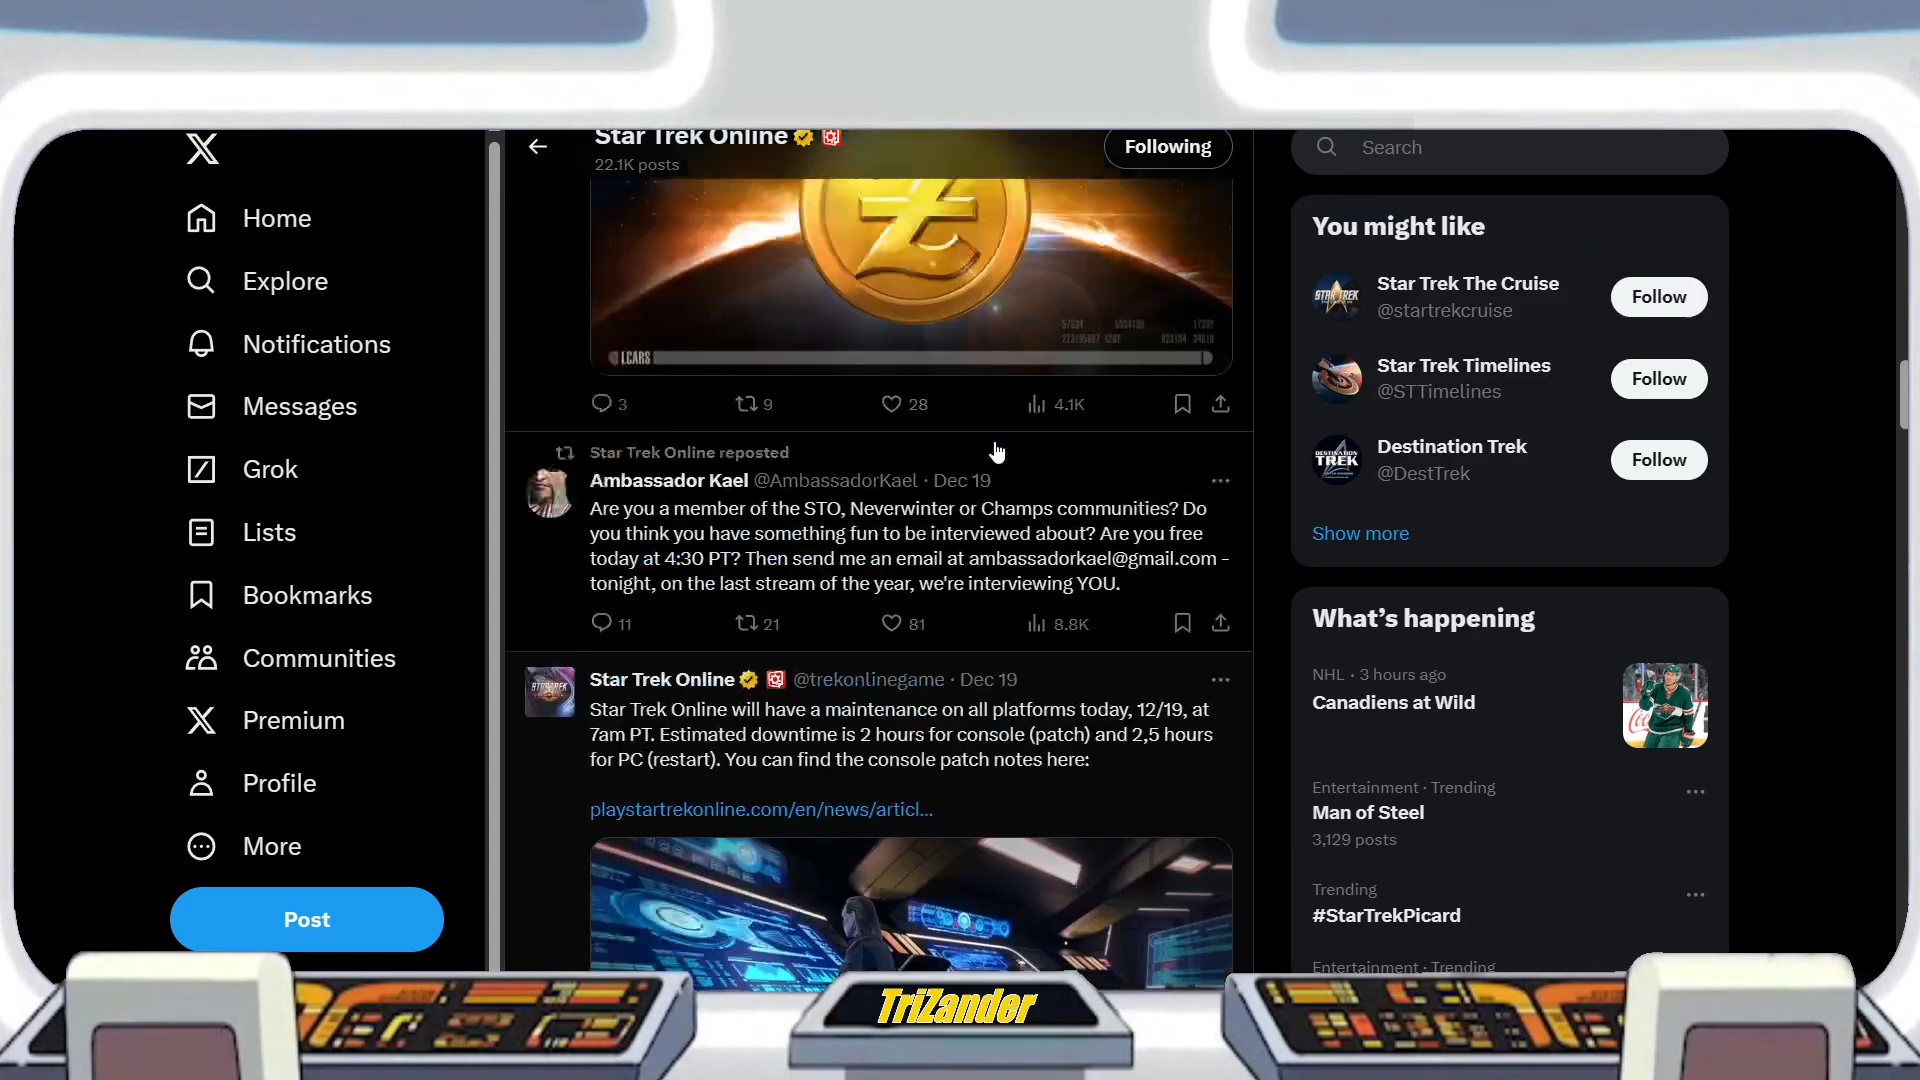 Star Trek Online
22.1K posts
Following
Search
Home
Explore
Notifications
Messages
Grok
Lists
Bookmarks
Communities
Premium
Profile
More
Post
LCARS
3
9
28
4.1K
Star Trek Online reposted
Ambassador Kael @AmbassadorKael · Dec 19
Are you a member of the STO, Neverwinter or Champs communities? Do
you think you have something fun to be interviewed about? Are you free
today at 4:30 PT? Then send me an email at ambassadorkael@gmail.com -
tonight, on the last stream of the year, we're interviewing YOU.
11
21
81
8.8K
Star Trek Online @trekonlinegame · Dec 19
Star Trek Online will have a maintenance on all platforms today, 12/19, at
7am PT. Estimated downtime is 2 hours for console (patch) and 2,5 hours
for PC (restart). You can find the console patch notes here:
playstartrekonline.com/en/news/articl...
You might like
Star Trek The Cruise
@startrekcruise
Follow
Star Trek Timelines
@STTimelines
Follow
DESTINATION
TREK
Destination Trek
@DestTrek
Follow
Show more
What's happening
NHL · 3 hours ago
Canadiens at Wild
Entertainment · Trending
Man of Steel
3,129 posts
Trending
#StarTrekPicard
Entertainment · Trending
TriZander